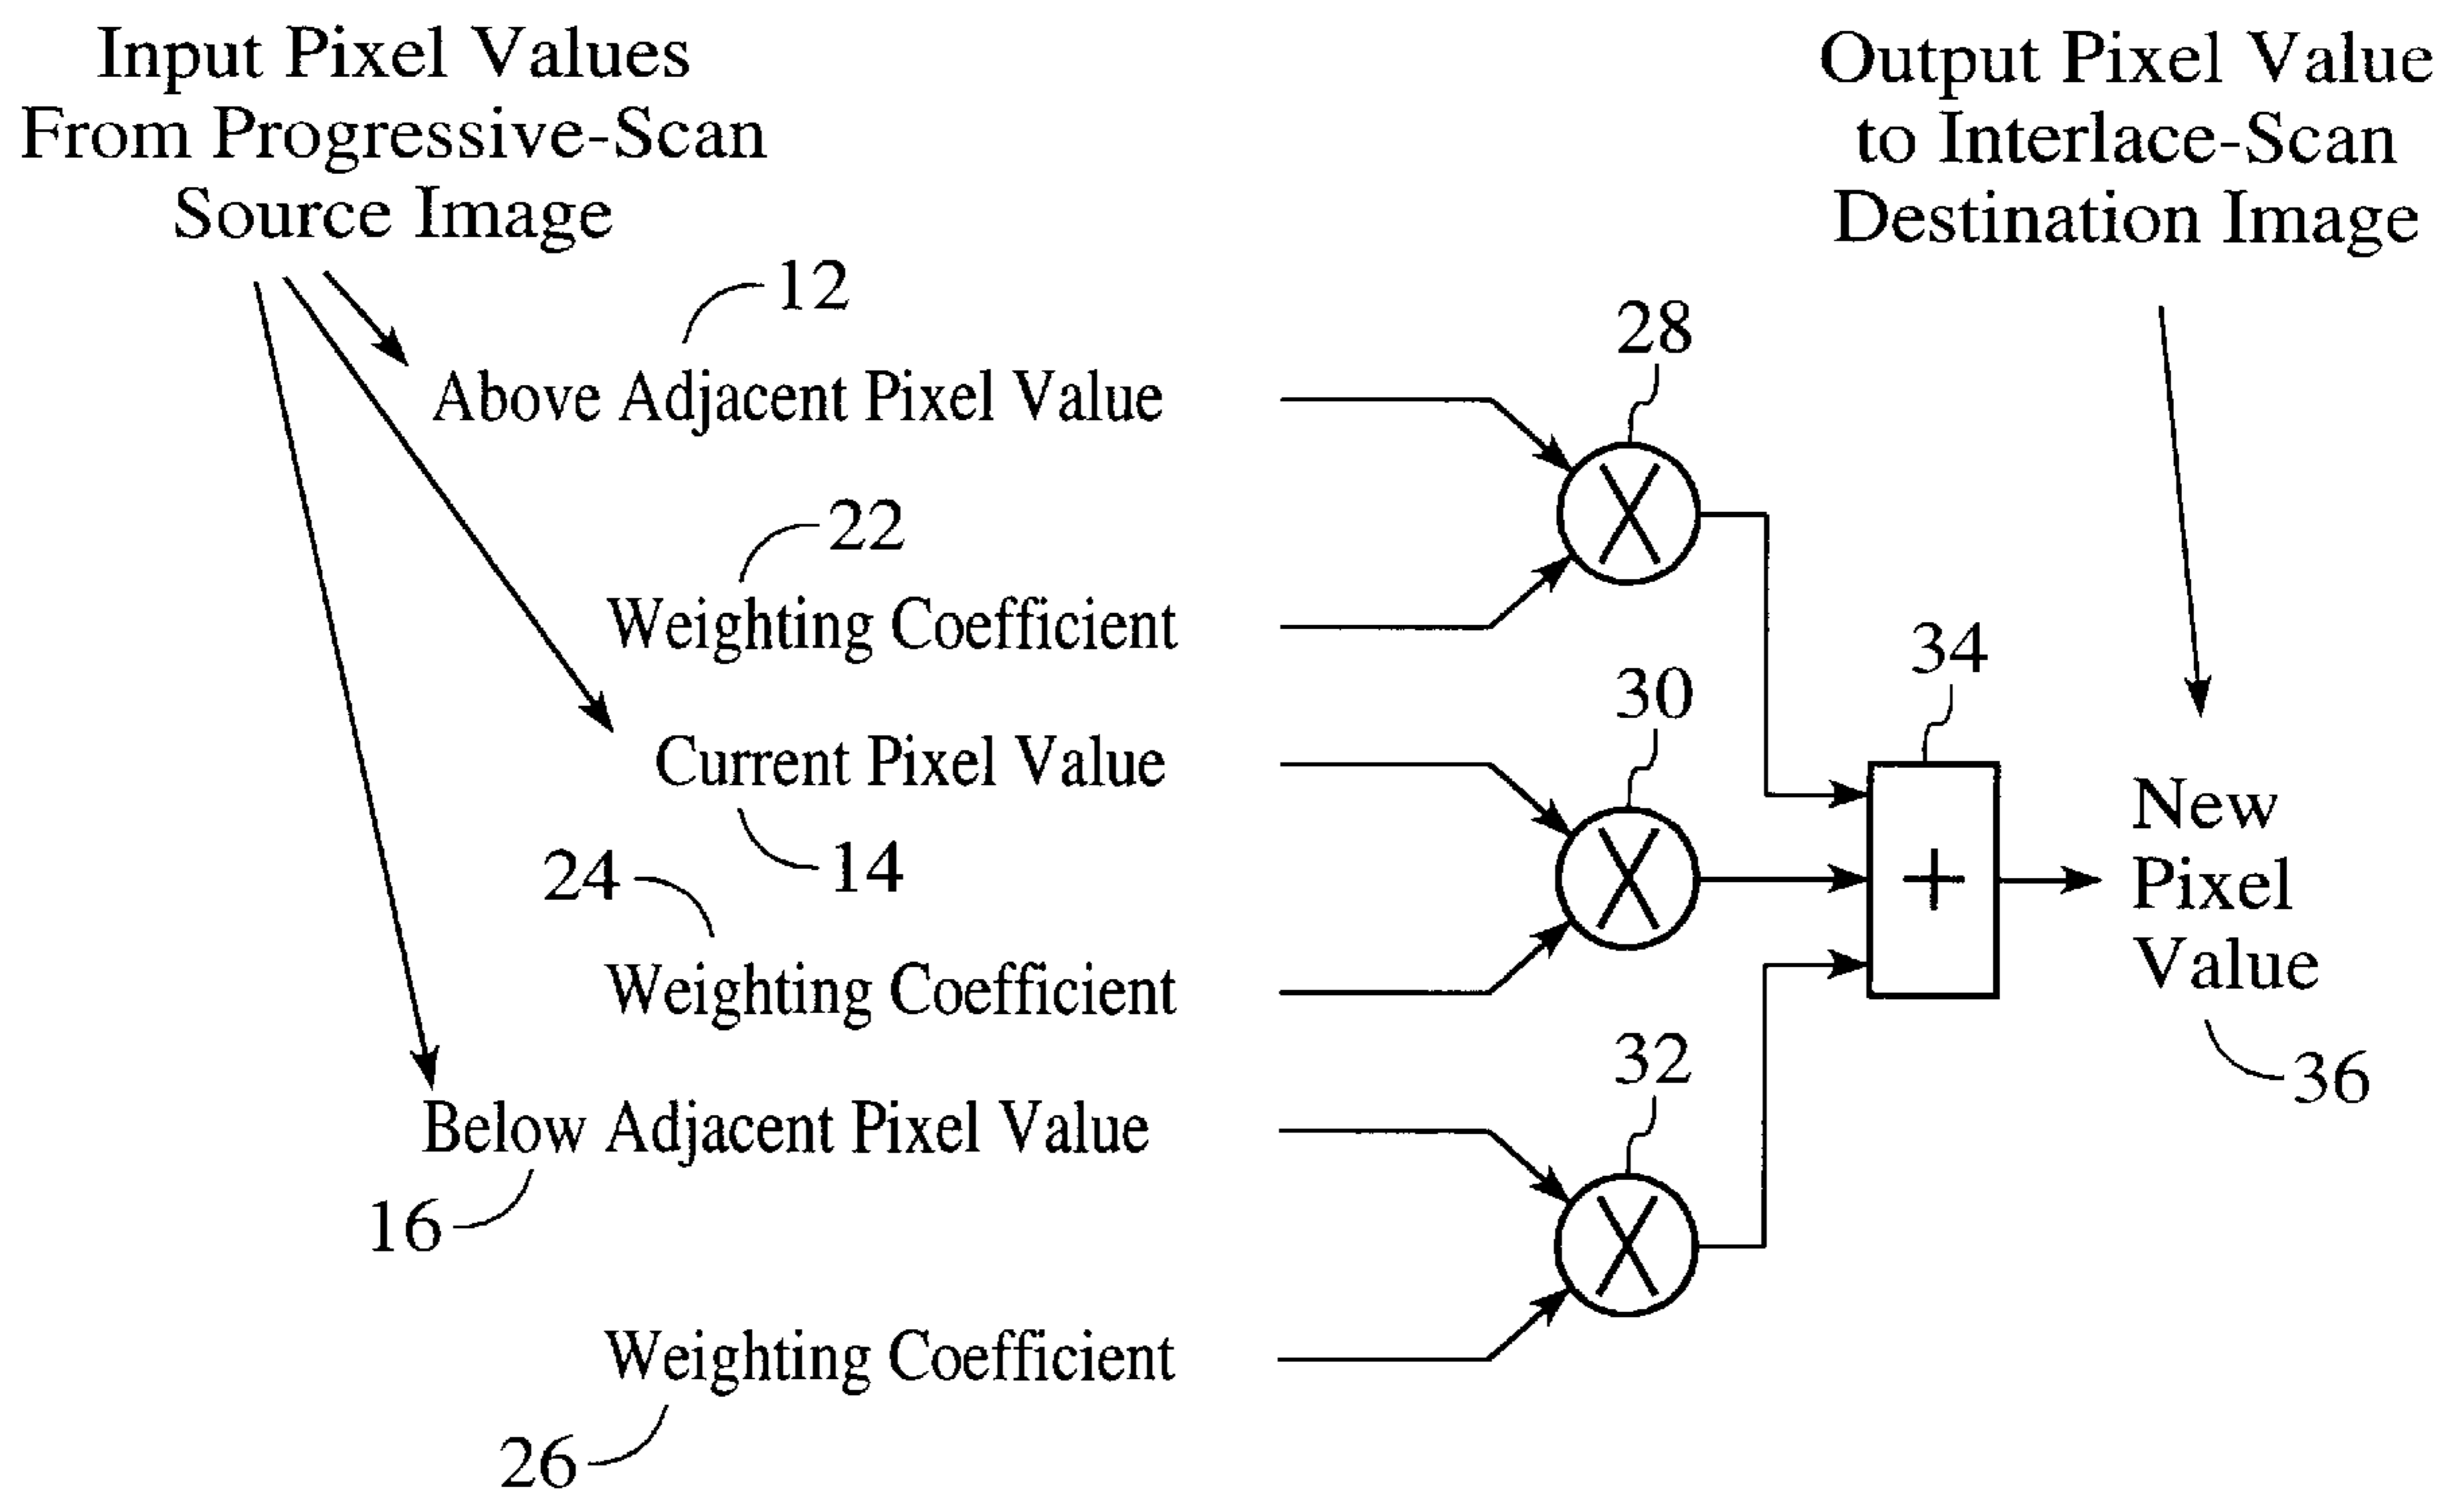 Input Pixel Values
From Progressive-Scan
Source Image
Output Pixel Value
to Interlace-Scan
Destination Image
12
28
Above Adjacent Pixel Value
X
22
Weighting Coefficient
34
30
Current Pixel Value
14
24
X
+
New
Pixel
Value
Weighting Coefficient
32
36
Below Adjacent Pixel Value
16
X
Weighting Coefficient
26